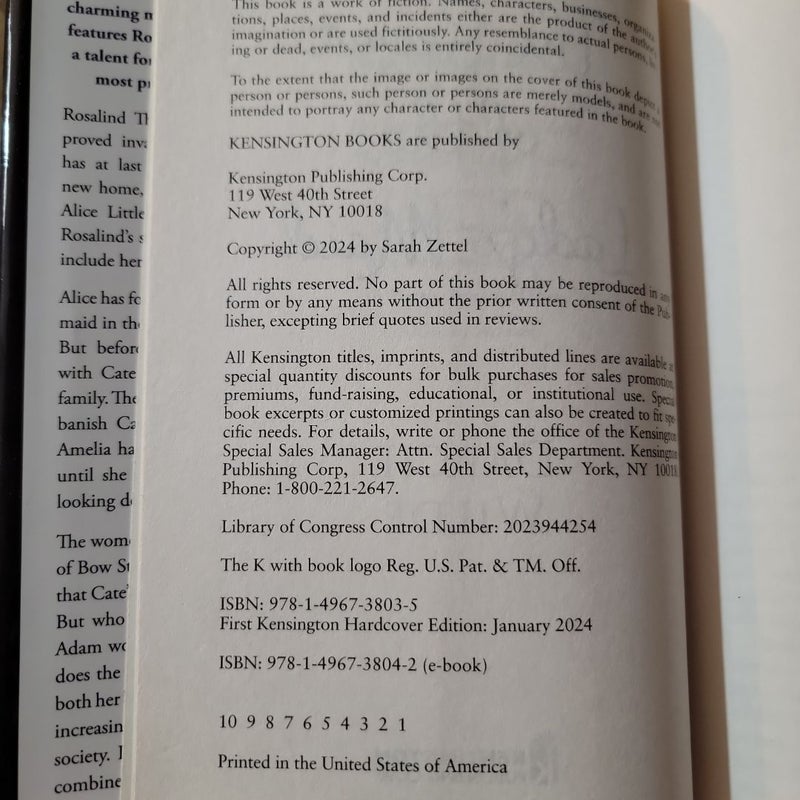 charming
features Ro
a talent fo
most p
Rosalind Th
proved inv
has at last
new home,
Alice Little
Rosalind's s
include her
Alice has fo
maid in th
But before
with Cate
family. The
banish Ca
Amelia ha
until she
looking d
The wom
of Bow St
that Cate'
But who
Adam wo
does the
both her
increasin
society. I
combine
This book is a work of fiction. Names, characters, businesses, organiza
tions, places, events, and incidents either are the product of the author
imagination or are used fictitiously. Any resemblance to actual persons, 
ing or dead, events, or locales is entirely coincidental.
To the extent that the image or images on the cover of this book depict
person or persons, such person or persons are merely models, and are not
intended to portray any character or characters featured in the book.
KENSINGTON BOOKS are published by
Kensington Publishing Corp.
119 West 40th Street
New York, NY 10018
Copyright © 2024 by Sarah Zettel
All rights reserved. No part of this book may be reproduced in any
form or by any means without the prior written consent of the Pub-
lisher, excepting brief quotes used in reviews.
All Kensington titles, imprints, and distributed lines are available a
special quantity discounts for bulk purchases for sales promotion
premiums, fund-raising, educational, or institutional use. Special
book excerpts or customized printings can also be created to fit spe-
cific needs. For details, write or phone the office of the Kensington
Special Sales Manager: Attn. Special Sales Department. Kensington
Publishing Corp, 119 West 40th Street, New York, NY 10018
Phone: 1-800-221-2647.
Library of Congress Control Number: 2023944254
The K with book logo Reg. U.S. Pat. & TM. Off.
ISBN: 978-1-4967-3803-5
First Kensington Hardcover Edition: January 2024
ISBN: 978-1-4967-3804-2 (e-book)
10 9 8 7 6 5 4 3 2 1
Printed in the United States of America